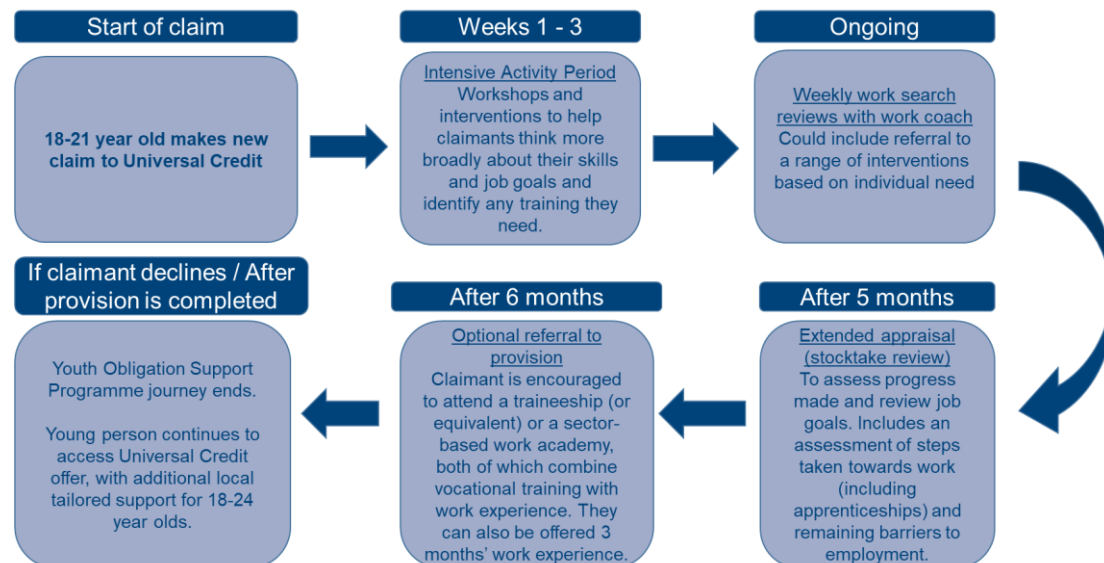 Start of claim
18-21 year old makes new
claim to Universal Credit
Weeks 1 - 3
Intensive Activity Period
Workshops and
interventions to help
claimants think more
broadly about their skills
and job goals and
identify any training they
need.
Ongoing
Weekly work search
reviews with work coach
Could include referral to
a range of interventions
based on individual need
After 5 months
Extended appraisal
(stocktake review)
To assess progress
made and review job
goals. Includes an
assessment of steps
taken towards work
(including
apprenticeships) and
remaining barriers to
employment.
After 6 months
Optional referral to
provision
Claimant is encouraged
to attend a traineeship (or
equivalent) or a sector-
based work academy,
both of which combine
vocational training with
work experience. They
can also be offered 3
months’ work experience.
If claimant declines / After
provision is completed
Youth Obligation Support
Programme journey ends.
Young person continues to
access Universal Credit
offer, with additional local
tailored support for 18-24
year olds.